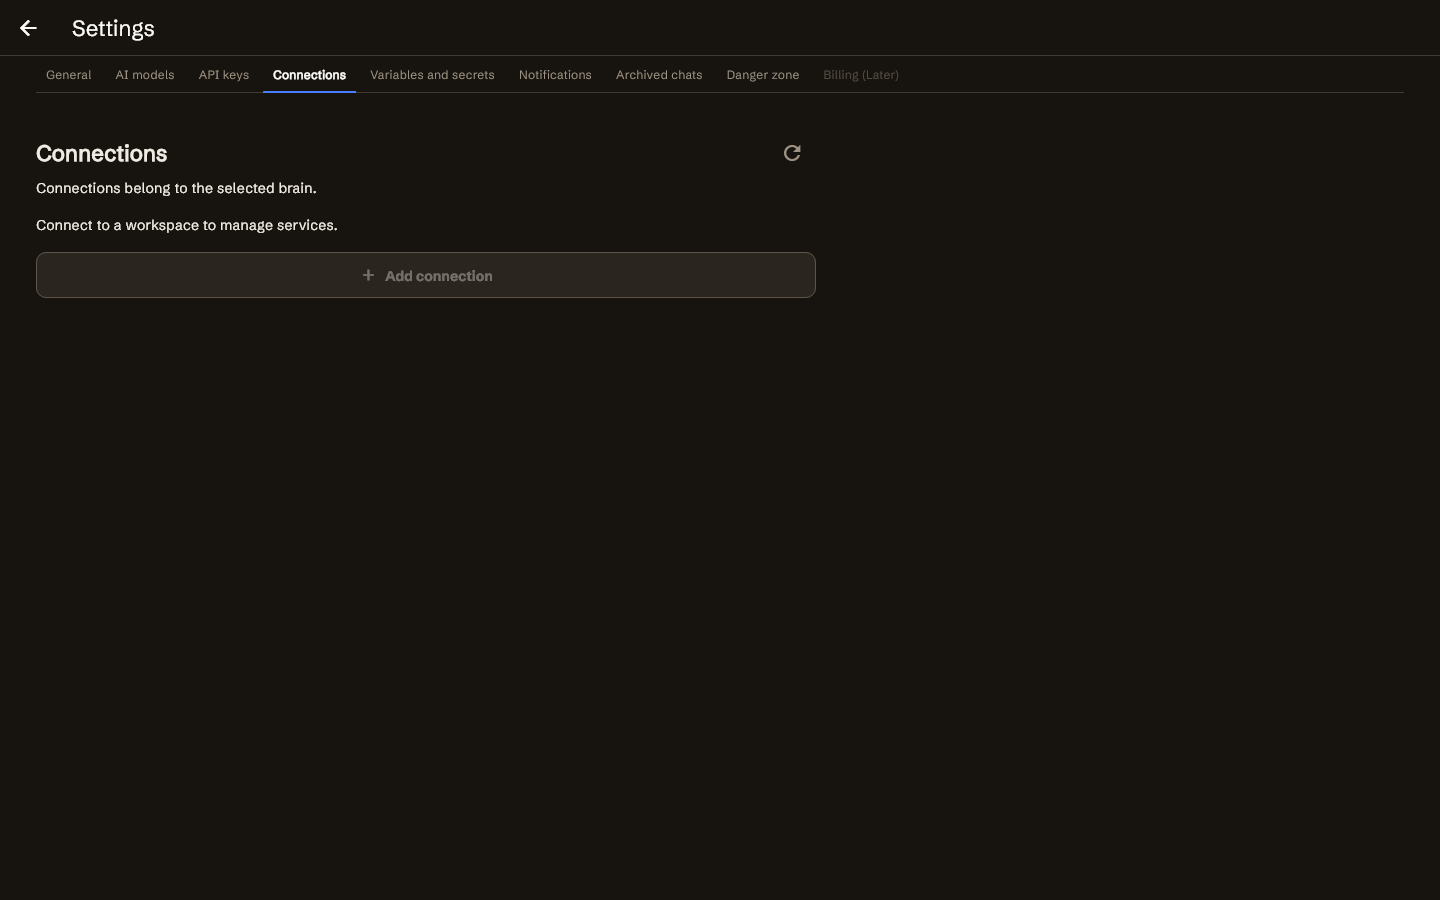 Settings
General
AI models
API keys
Connections
Variables and secrets
Notifications
Archived chats
Danger zone
Billing (Later)
Connections
Connections belong to the selected brain.
Connect to a workspace to manage services.
+ Add connection